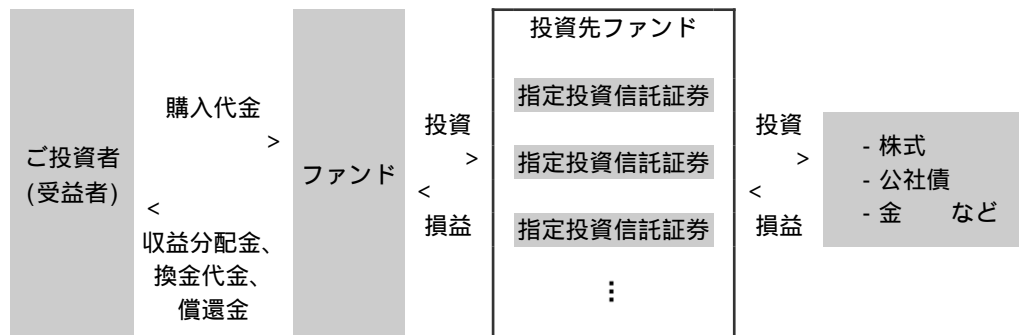 ご投資者
(受益者)
購入代金
>
<
収益分配金、
換金代金、
償還金
ファンド
投資
>
<
損益
投資先ファンド
指定投資信託証券
指定投資信託証券
指定投資信託証券
⋮
投資
>
<
損益
- 株式
- 公社債
- 金　　など